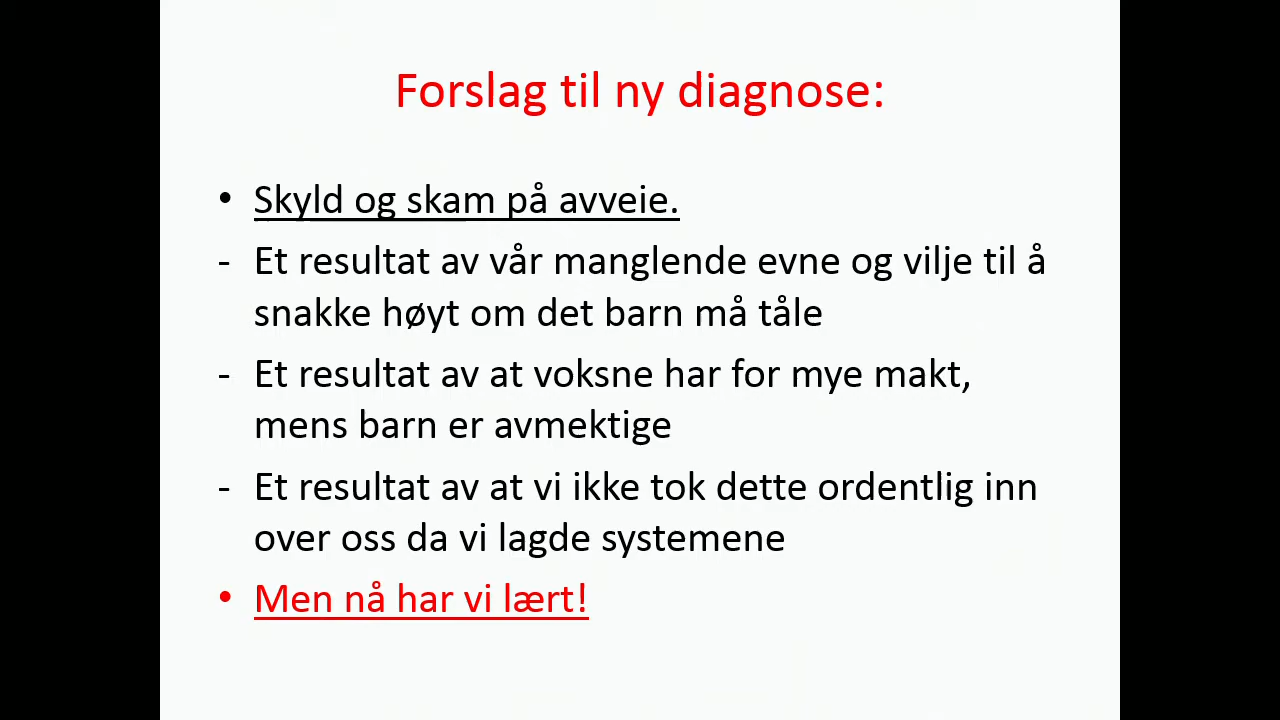 Forslag til ny diagnose:
• Skyld og skam på avveie.
- Et resultat av vår manglende evne og vilje til å
snakke høyt om det barn må tåle
- Et resultat av at voksne har for mye makt,
mens barn er avmektige
- Et resultat av at vi ikke tok dette ordentlig inn
over oss da vi lagde systemene
• Men nå har vi lært!